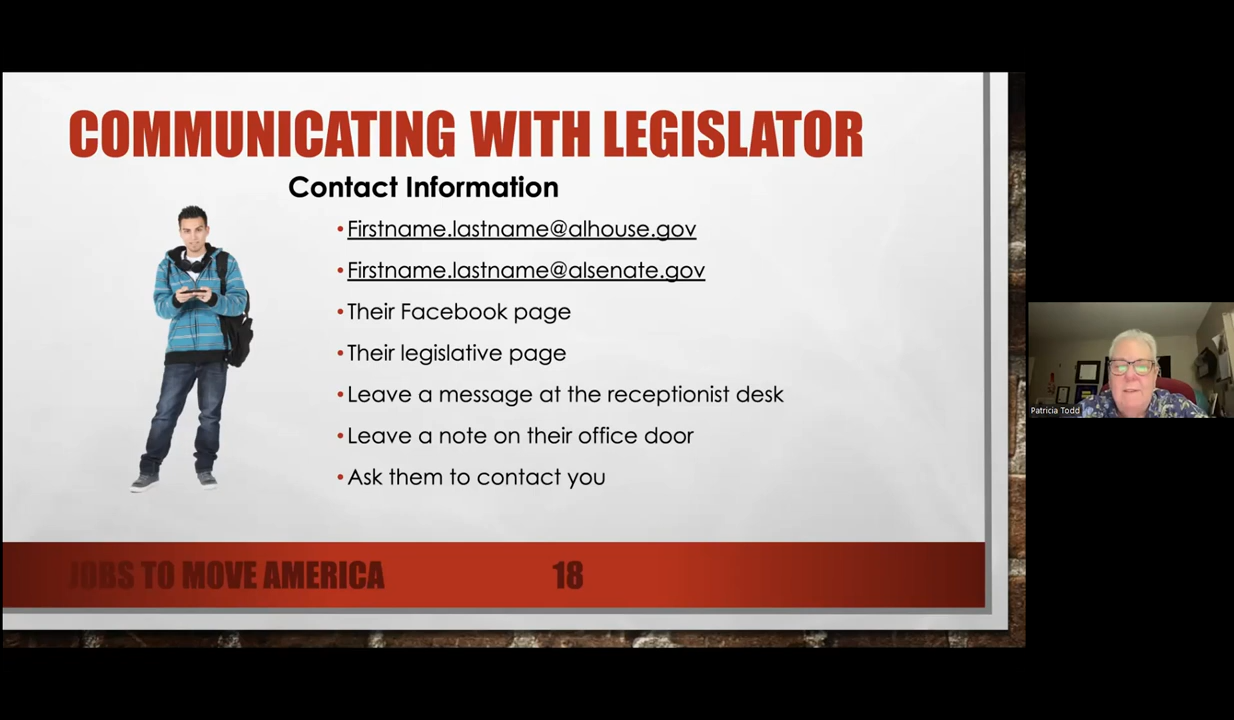 COMMUNICATING WITH LEGISLATOR
Contact Information
•Firstname.lastname@alhouse.gov
•Firstname.lastname@alsenate.gov
•Their Facebook page
•Their legislative page
•Leave a message at the receptionist desk
•Leave a note on their office door
•Ask them to contact you
JOBS TO MOVE AMERICA
18
Patricia Todd